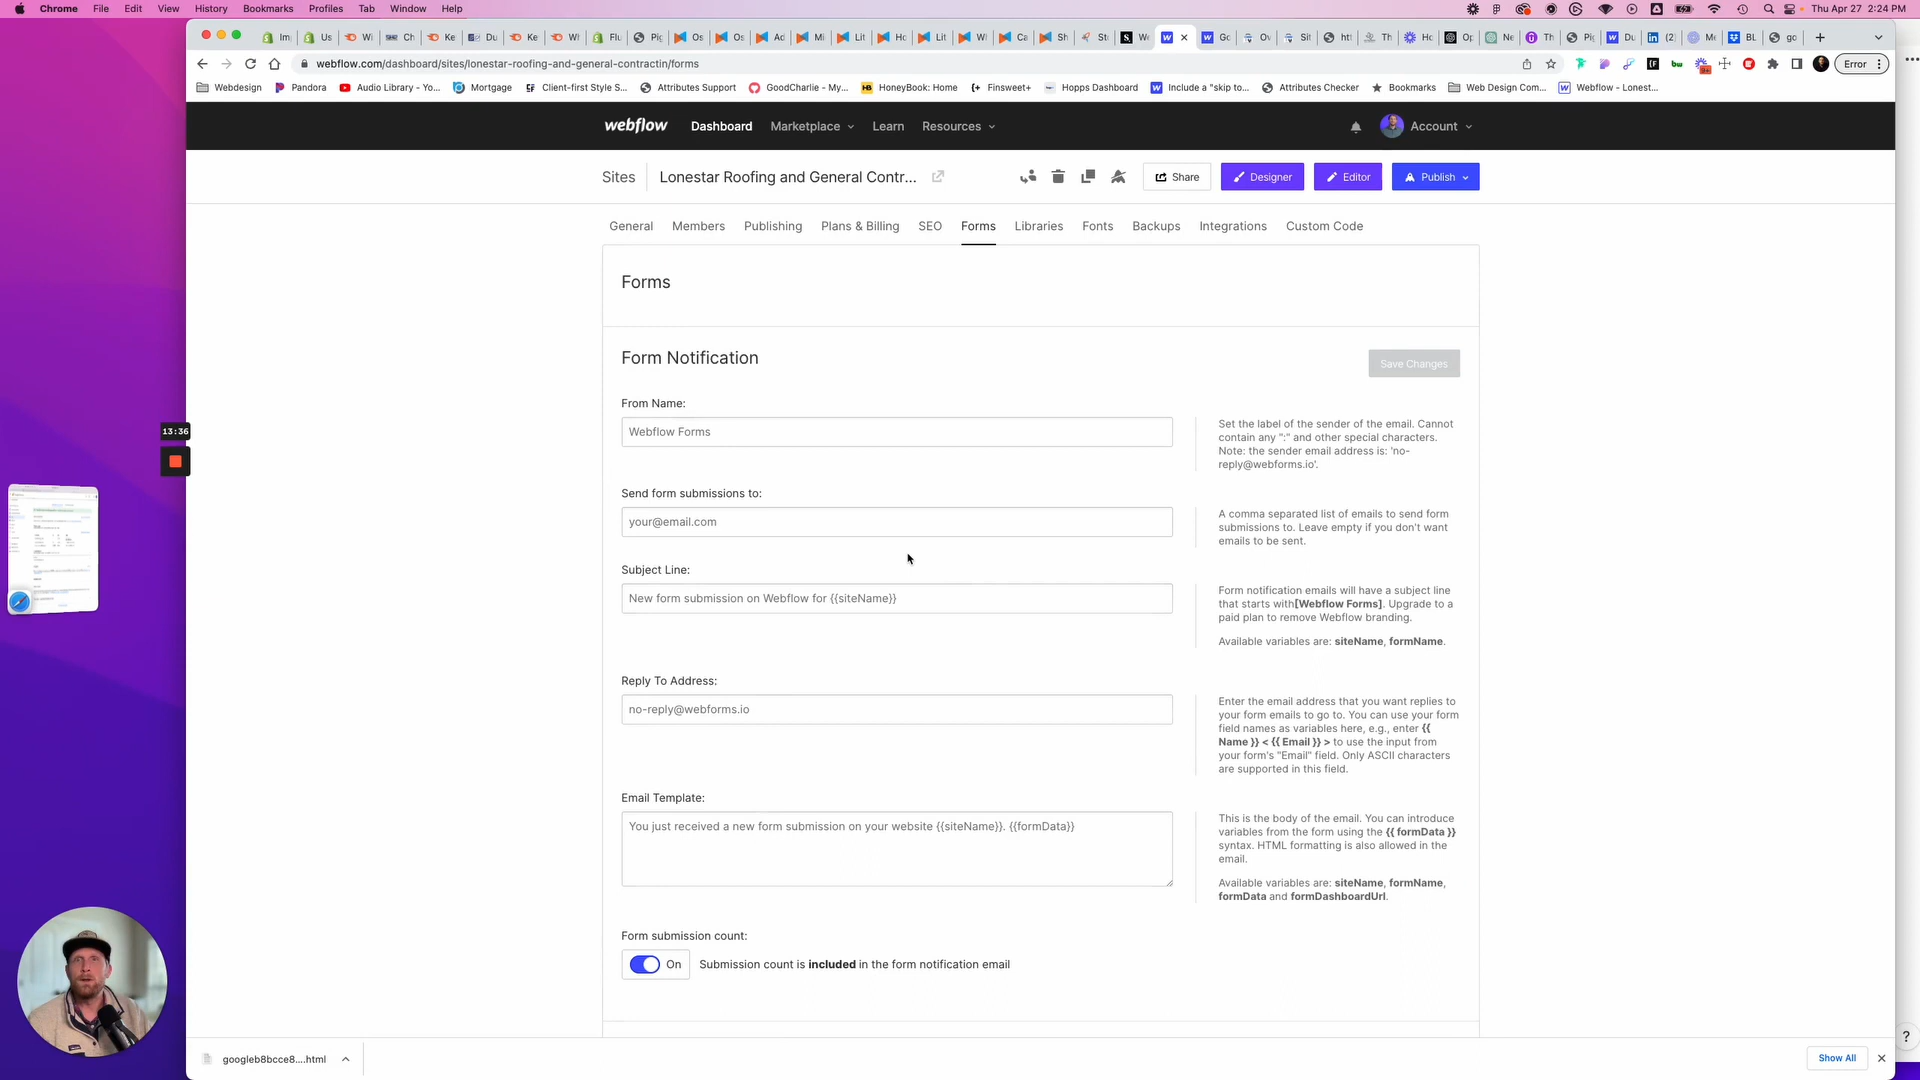 Chrome File Edit View History Bookmarks Profiles Tab Window Help
Thu Apr 27 2:24 PM
webflow.com/dashboard/sites/lonestar-roofing-and-general-contractin/forms
Error
Webdesign Pandora Audio Library - Yo... Mortgage Client-first Style S... Attributes Support GoodCharlie - My... HoneyBook: Home Finsweet+ Hopps Dashboard Include a "skip to... Attributes Checker Bookmarks Web Design Com... Webflow - Lonest...
webflow Dashboard Marketplace Learn Resources Account
Sites Lonestar Roofing and General Contr... Share Designer Editor Publish
General Members Publishing Plans & Billing SEO Forms Libraries Fonts Backups Integrations Custom Code
Forms
Form Notification
Save Changes
From Name:
Webflow Forms
Set the label of the sender of the email. Cannot
contain any ":" and other special characters.
Note: the sender email address is: 'no-
reply@webforms.io'.
13:36
Send form submissions to:
your@email.com
A comma separated list of emails to send form
submissions to. Leave empty if you don't want
emails to be sent.
Subject Line:
New form submission on Webflow for {{siteName}}
Form notification emails will have a subject line
that starts with[Webflow Forms]. Upgrade to a
paid plan to remove Webflow branding.
Available variables are: siteName, formName.
Reply To Address:
no-reply@webforms.io
Enter the email address that you want replies to
your form emails to go to. You can use your form
field names as variables here, e.g., enter {{
Name }} < {{ Email }} > to use the input from
your form's "Email" field. Only ASCII characters
are supported in this field.
Email Template:
You just received a new form submission on your website {{siteName}}. {{formData}}
This is the body of the email. You can introduce
variables from the form using the {{ formData }}
syntax. HTML formatting is also allowed in the
email.
Available variables are: siteName, formName,
formData and formDashboardUrl.
Form submission count:
On Submission count is included in the form notification email
googleb8bcce8....html
Show All